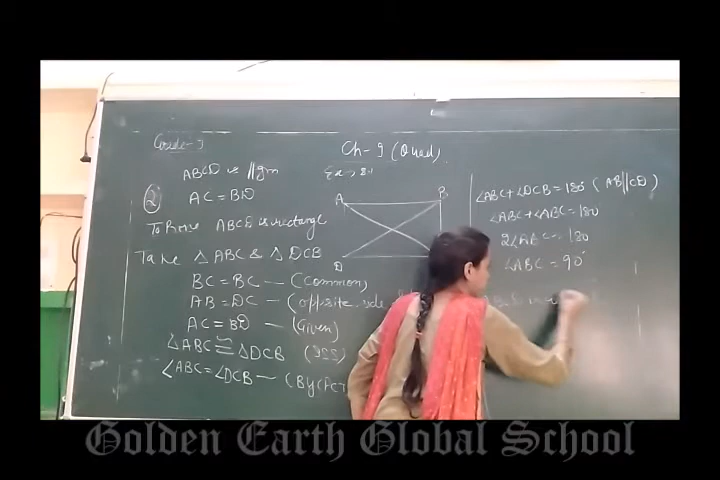 Grade-9
Ch-9 (Quad)
Ex → 8.1
② ABCD is ||gm
AC = BD
To Prove ABCD is rectangle
Take △ ABC & △ DCB
BC = BC — (Common)
AB = DC — (opposite side
AC = BD — (Given)
△ABC ≅ △DCB (SSS)
∠ABC = ∠DCB — (By CPCT
A B
D
∠ABC + ∠DCB = 180° (AB||CD)
∠ABC + ∠ABC = 180
2∠ABC = 180
∠ABC = 90°
Golden Earth Global School